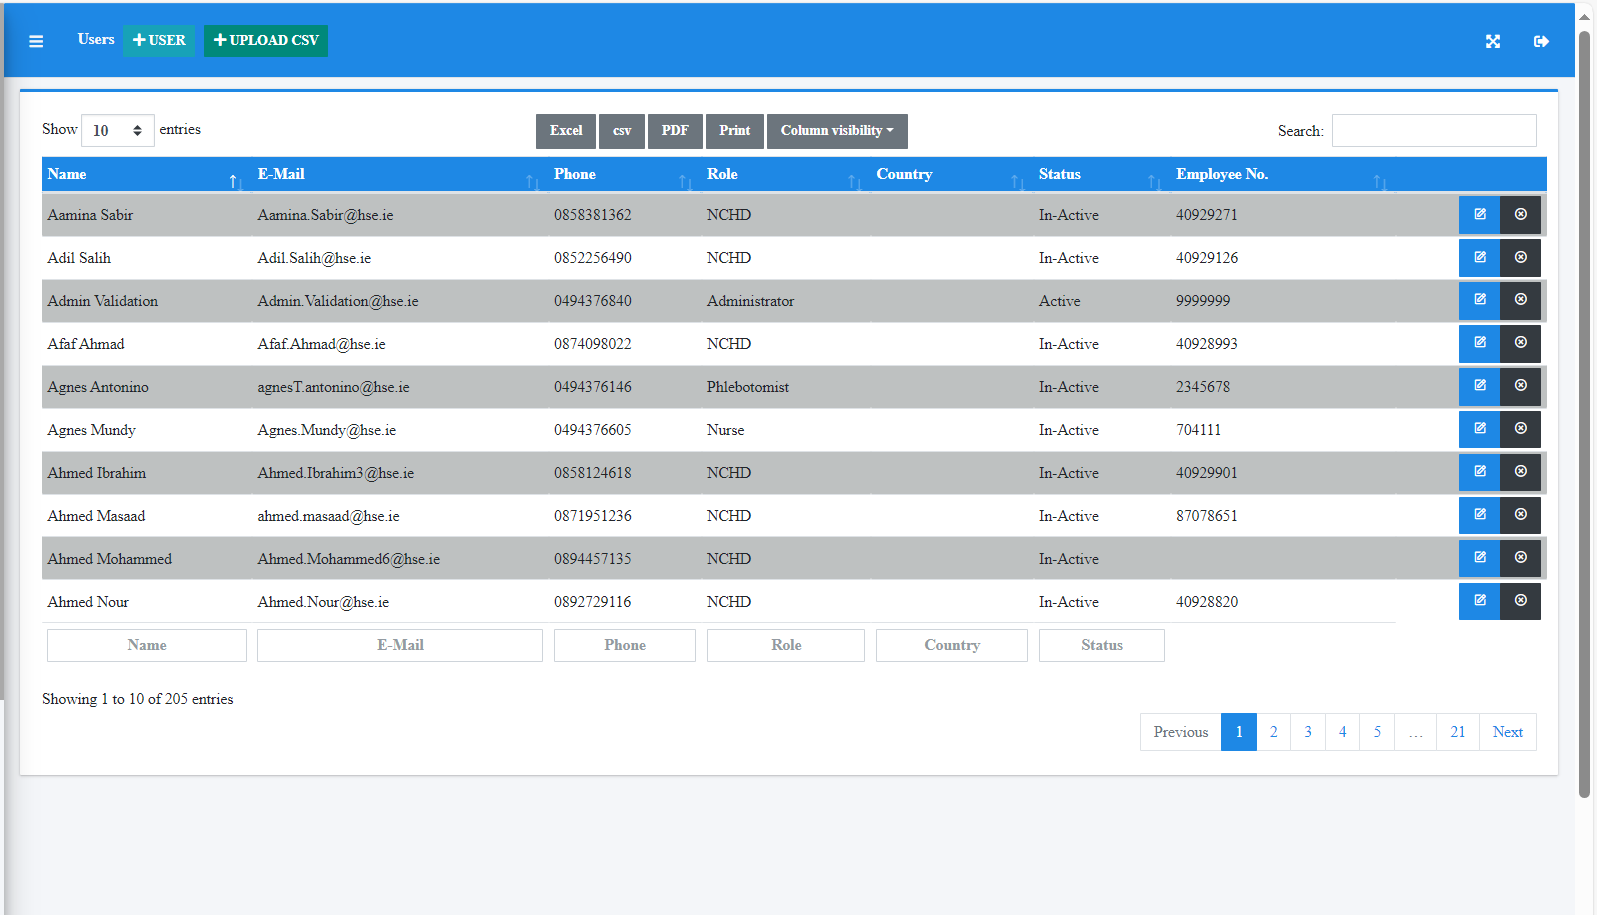 Users USER UPLOAD CSV
Show 10 entries Excel csv PDF Print Column visibility Search:
Name E-Mail Phone Role Country Status Employee No.
Aamina Sabir Aamina.Sabir@hse.ie 0858381362 NCHD In-Active 40929271
Adil Salih Adil.Salih@hse.ie 0852256490 NCHD In-Active 40929126
Admin Validation Admin.Validation@hse.ie 0494376840 Administrator Active 9999999
Afaf Ahmad Afaf.Ahmad@hse.ie 0874098022 NCHD In-Active 40928993
Agnes Antonino agnesT.antonino@hse.ie 0494376146 Phlebotomist In-Active 2345678
Agnes Mundy Agnes.Mundy@hse.ie 0494376605 Nurse In-Active 704111
Ahmed Ibrahim Ahmed.Ibrahim3@hse.ie 0858124618 NCHD In-Active 40929901
Ahmed Masaad ahmed.masaad@hse.ie 0871951236 NCHD In-Active 87078651
Ahmed Mohammed Ahmed.Mohammed6@hse.ie 0894457135 NCHD In-Active
Ahmed Nour Ahmed.Nour@hse.ie 0892729116 NCHD In-Active 40928820
Name E-Mail Phone Role Country Status
Showing 1 to 10 of 205 entries
Previous 1 2 3 4 5 … 21 Next